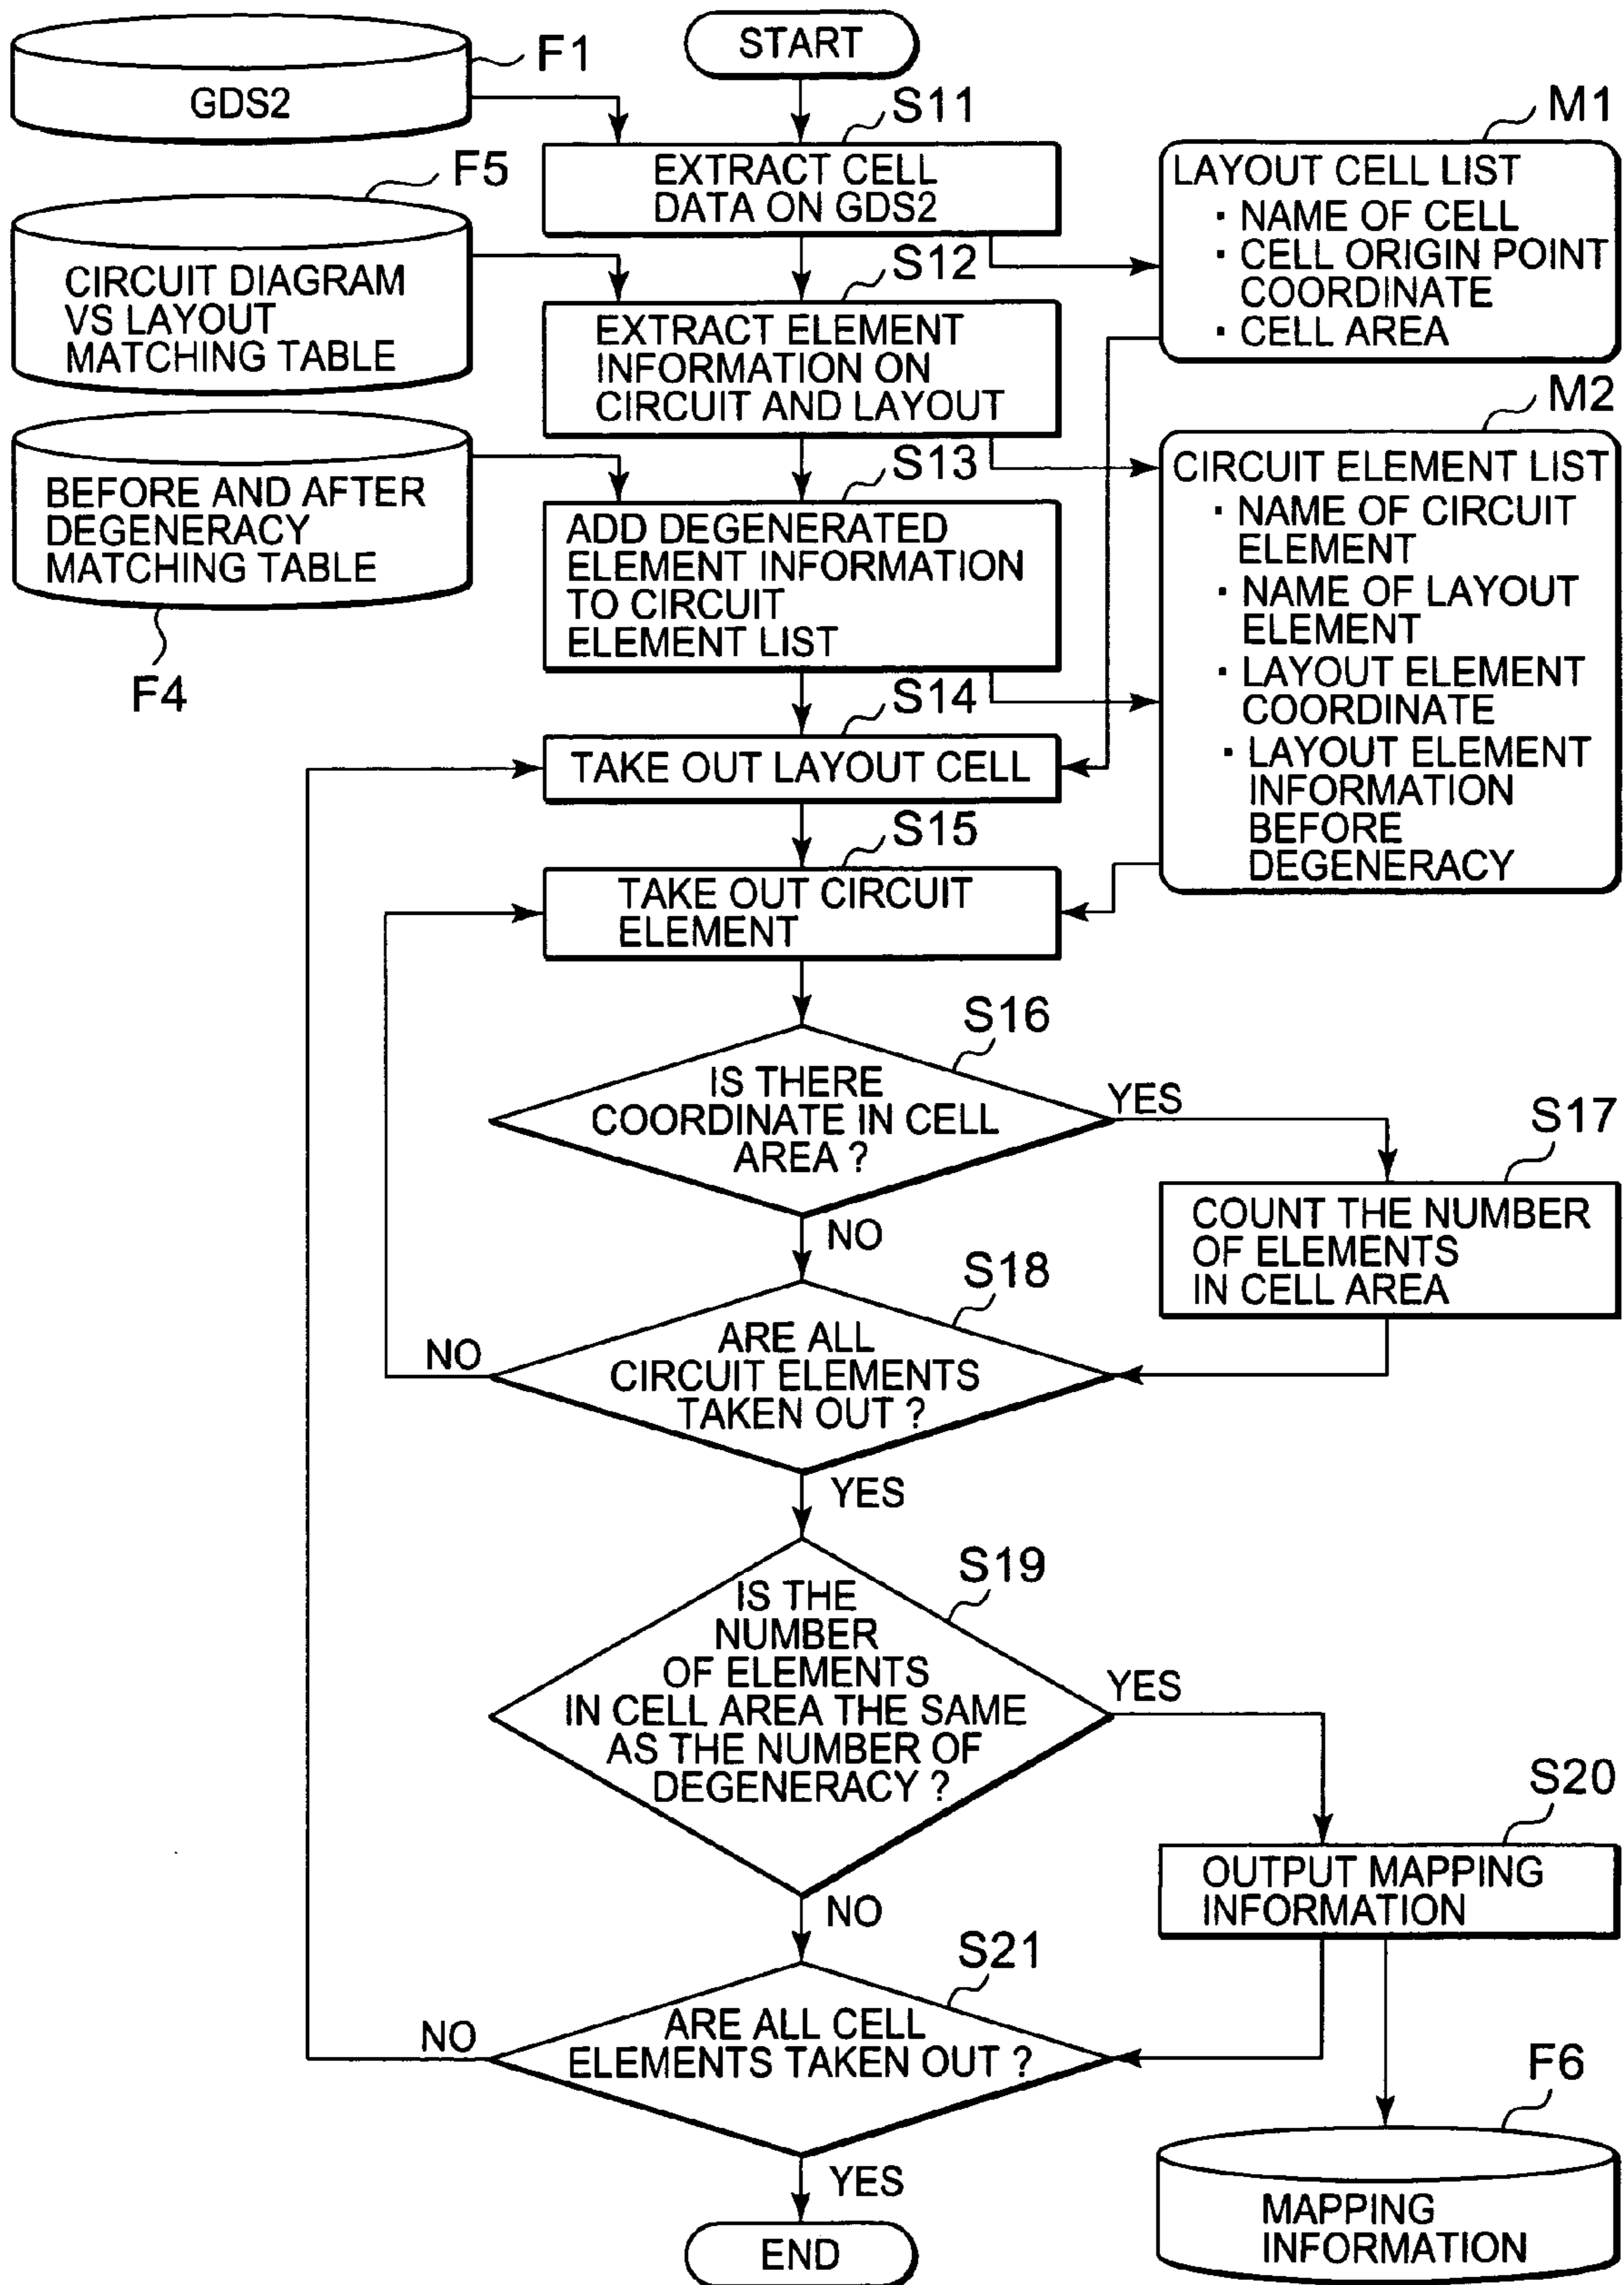 START
F1
GDS2
S11
EXTRACT CELL
DATA ON GDS2
M1
LAYOUT CELL LIST
· NAME OF CELL
· CELL ORIGIN POINT
COORDINATE
· CELL AREA
F5
CIRCUIT DIAGRAM
VS LAYOUT
MATCHING TABLE
S12
EXTRACT ELEMENT
INFORMATION ON
CIRCUIT AND LAYOUT
M2
CIRCUIT ELEMENT LIST
· NAME OF CIRCUIT
ELEMENT
· NAME OF LAYOUT
ELEMENT
· LAYOUT ELEMENT
COORDINATE
· LAYOUT ELEMENT
INFORMATION
BEFORE
DEGENERACY
BEFORE AND AFTER
DEGENERACY
MATCHING TABLE
F4
S13
ADD DEGENERATED
ELEMENT INFORMATION
TO CIRCUIT
ELEMENT LIST
S14
TAKE OUT LAYOUT CELL
S15
TAKE OUT CIRCUIT
ELEMENT
S16
IS THERE
COORDINATE IN CELL
AREA ?
YES
NO
S17
COUNT THE NUMBER
OF ELEMENTS
IN CELL AREA
S18
ARE ALL
CIRCUIT ELEMENTS
TAKEN OUT ?
NO
YES
S19
IS THE
NUMBER
OF ELEMENTS
IN CELL AREA THE SAME
AS THE NUMBER OF
DEGENERACY ?
YES
NO
S20
OUTPUT MAPPING
INFORMATION
S21
ARE ALL CELL
ELEMENTS TAKEN OUT ?
NO
YES
F6
MAPPING
INFORMATION
END